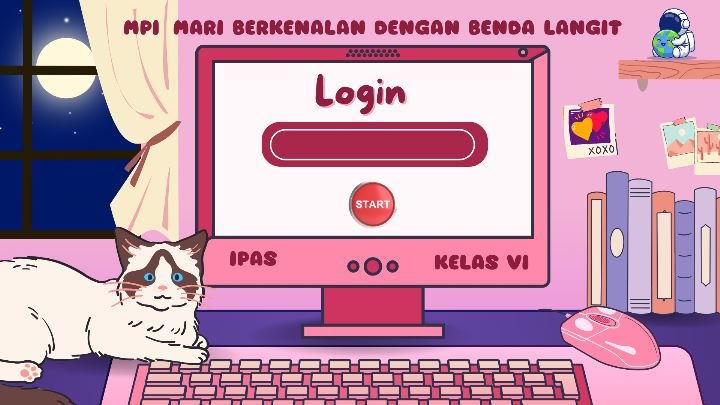 MPI MARI BERKENALAN DENGAN BENDA LANGIT
Login
XOXO
START
IPAS
KELAS VI